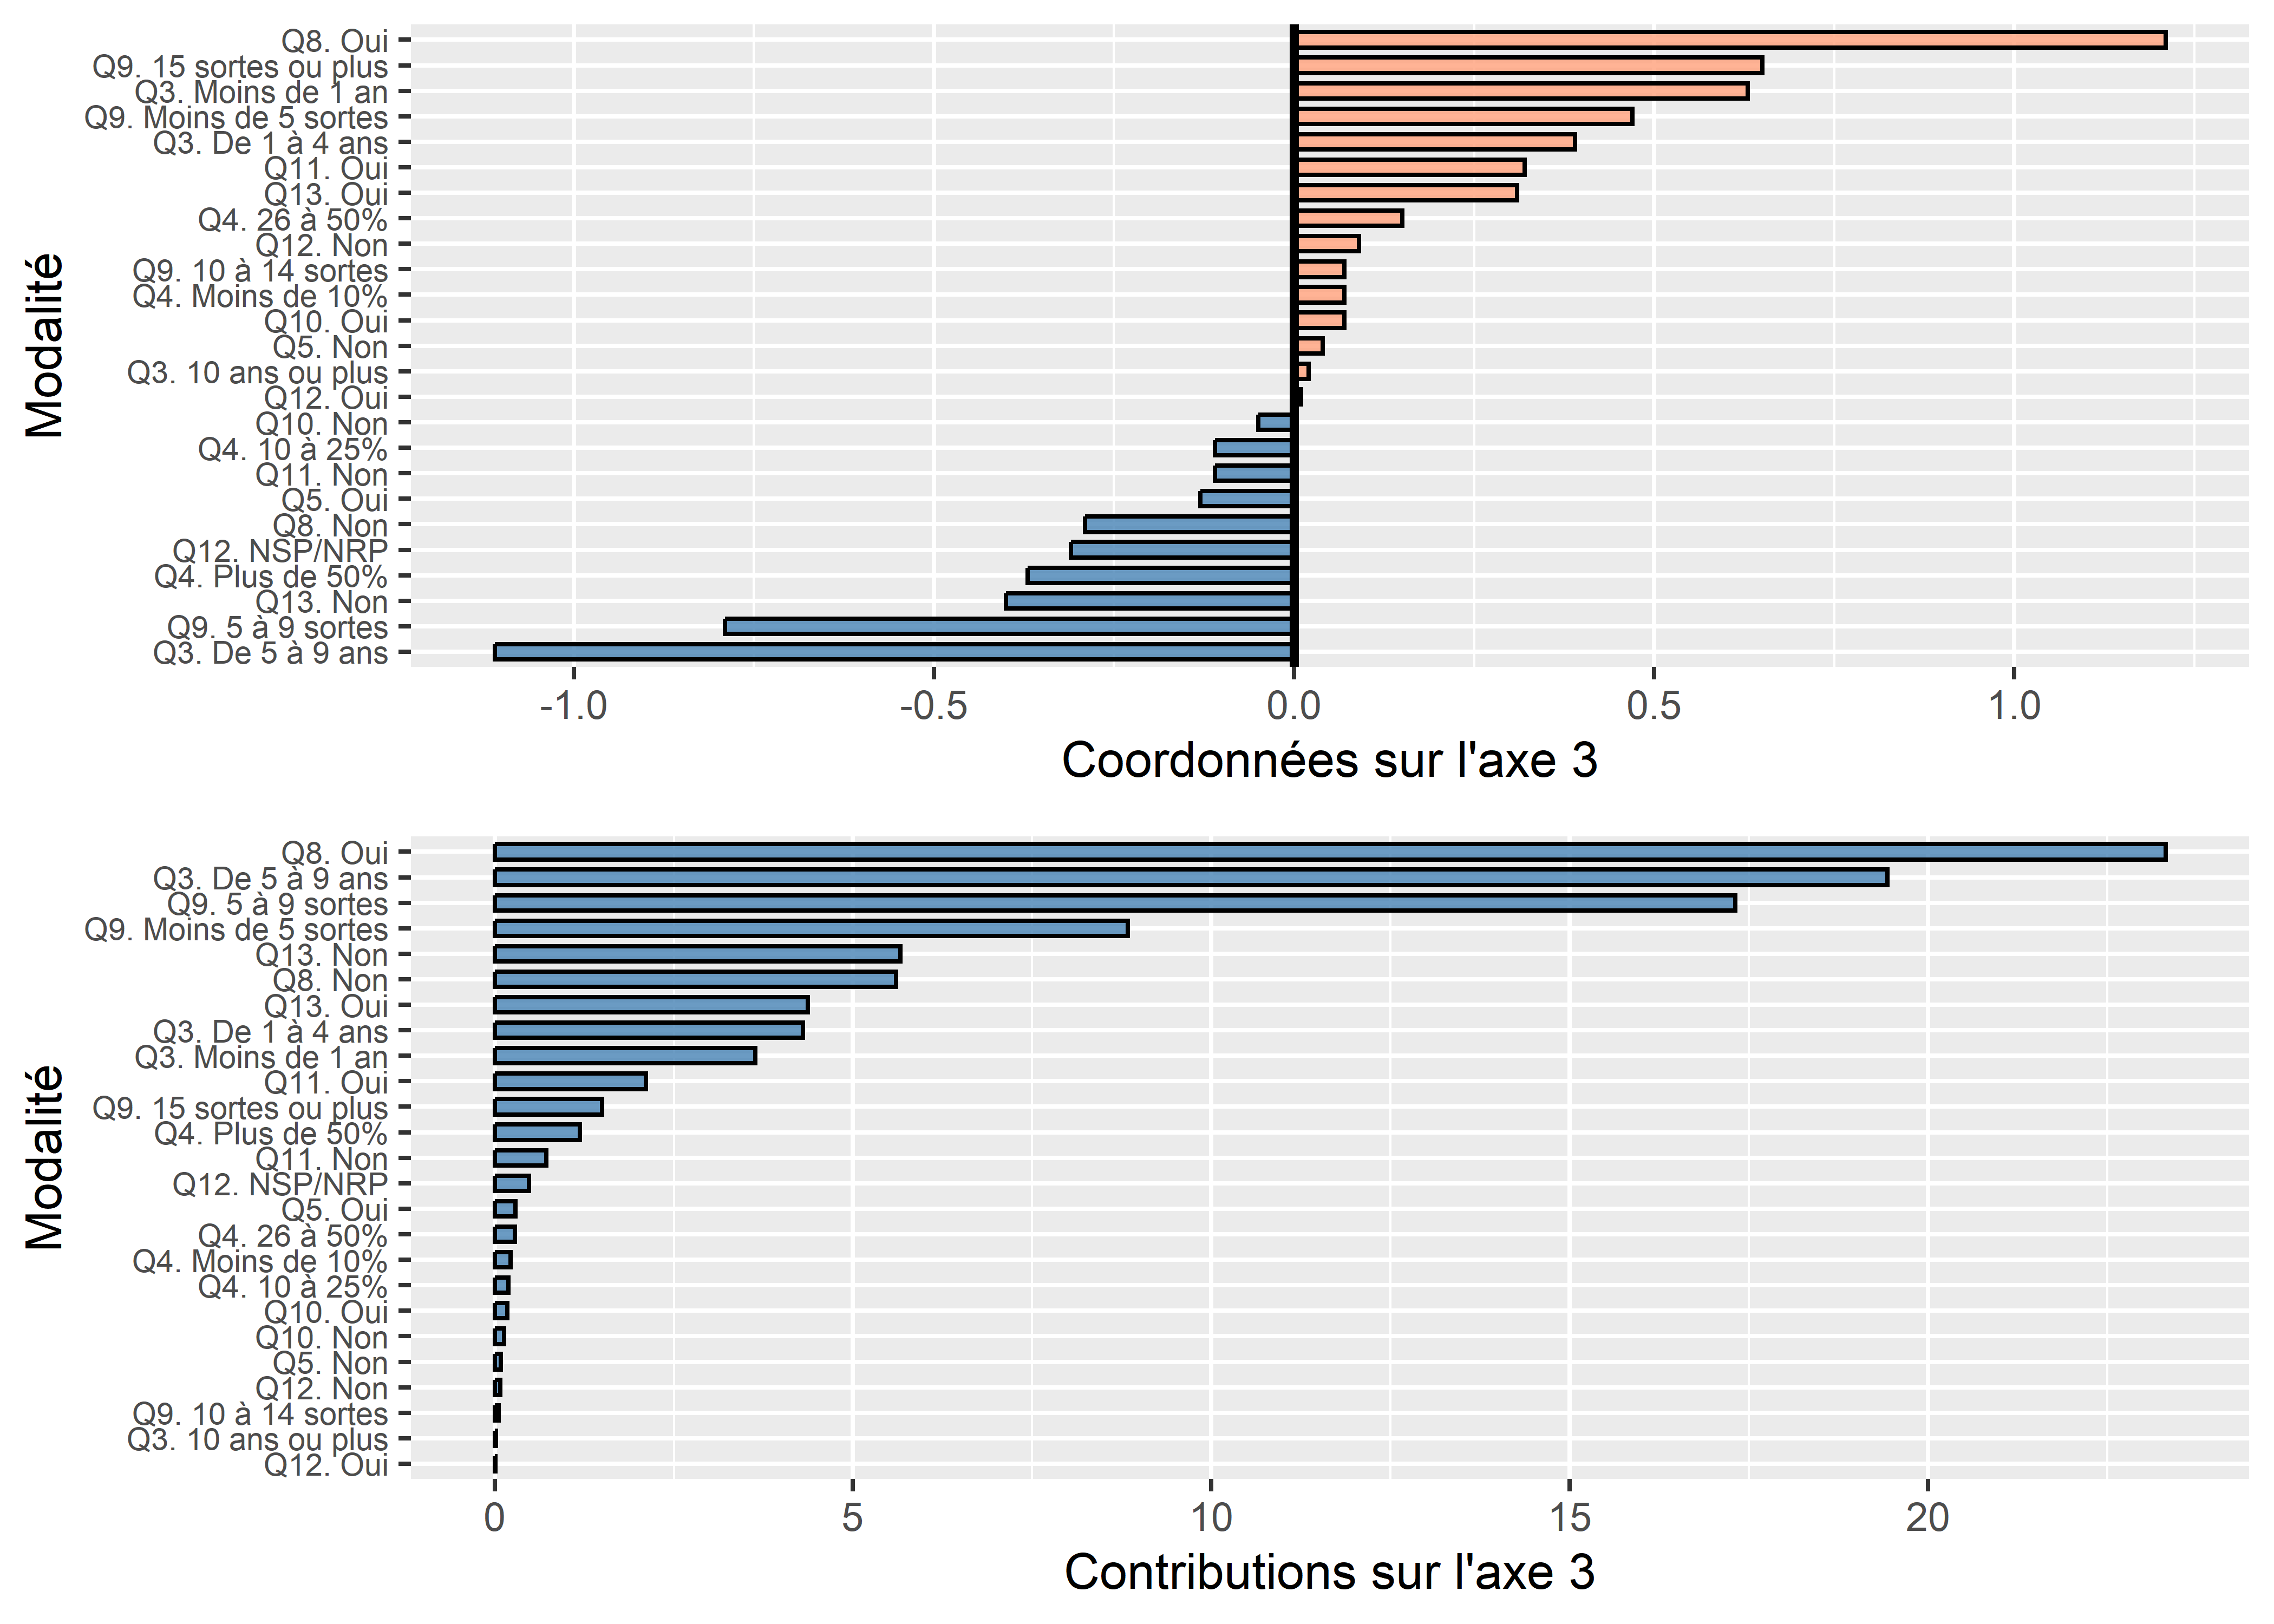 Modalité
Q8. Oui
Q9. 15 sortes ou plus
Q3. Moins de 1 an
Q9. Moins de 5 sortes
Q3. De 1 à 4 ans
Q11. Oui
Q13. Oui
Q4. 26 à 50%
Q12. Non
Q9. 10 à 14 sortes
Q4. Moins de 10%
Q10. Oui
Q5. Non
Q3. 10 ans ou plus
Q12. Oui
Q10. Non
Q4. 10 à 25%
Q11. Non
Q5. Oui
Q8. Non
Q12. NSP/NRP
Q4. Plus de 50%
Q13. Non
Q9. 5 à 9 sortes
Q3. De 5 à 9 ans
-1.0 -0.5 0.0 0.5 1.0
Coordonnées sur l'axe 3
Modalité
Q8. Oui
Q3. De 5 à 9 ans
Q9. 5 à 9 sortes
Q9. Moins de 5 sortes
Q13. Non
Q8. Non
Q13. Oui
Q3. De 1 à 4 ans
Q3. Moins de 1 an
Q11. Oui
Q9. 15 sortes ou plus
Q4. Plus de 50%
Q11. Non
Q12. NSP/NRP
Q5. Oui
Q4. 26 à 50%
Q4. Moins de 10%
Q4. 10 à 25%
Q10. Oui
Q10. Non
Q5. Non
Q12. Non
Q9. 10 à 14 sortes
Q3. 10 ans ou plus
Q12. Oui
0 5 10 15 20
Contributions sur l'axe 3